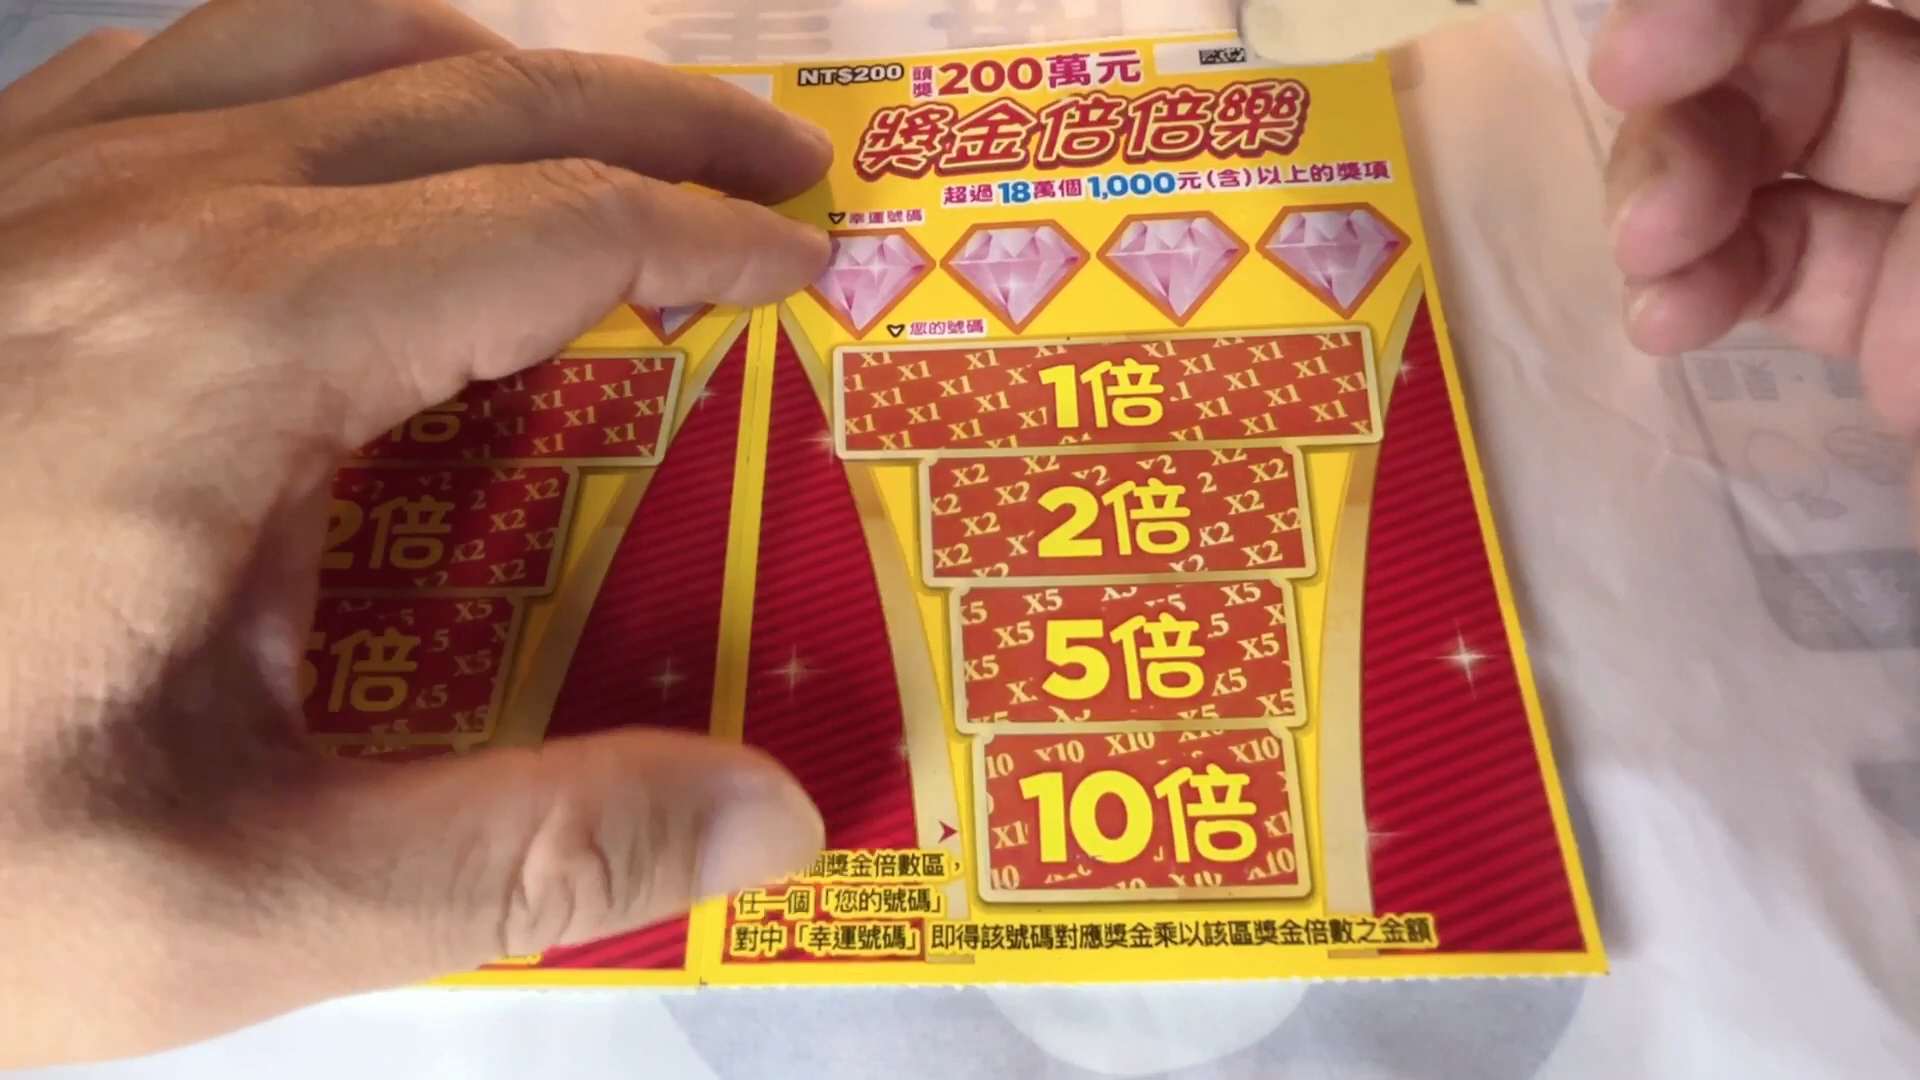 NT$200 頭獎200萬元
獎金倍倍樂
超過18萬個1,000元(含)以上的獎項
幸運號碼
您的號碼
1倍
2倍
5倍
10倍
2倍
5倍
個獎金倍數區，
任一個「您的號碼」
對中「幸運號碼」即得該號碼對應獎金乘以該區獎金倍數之金額